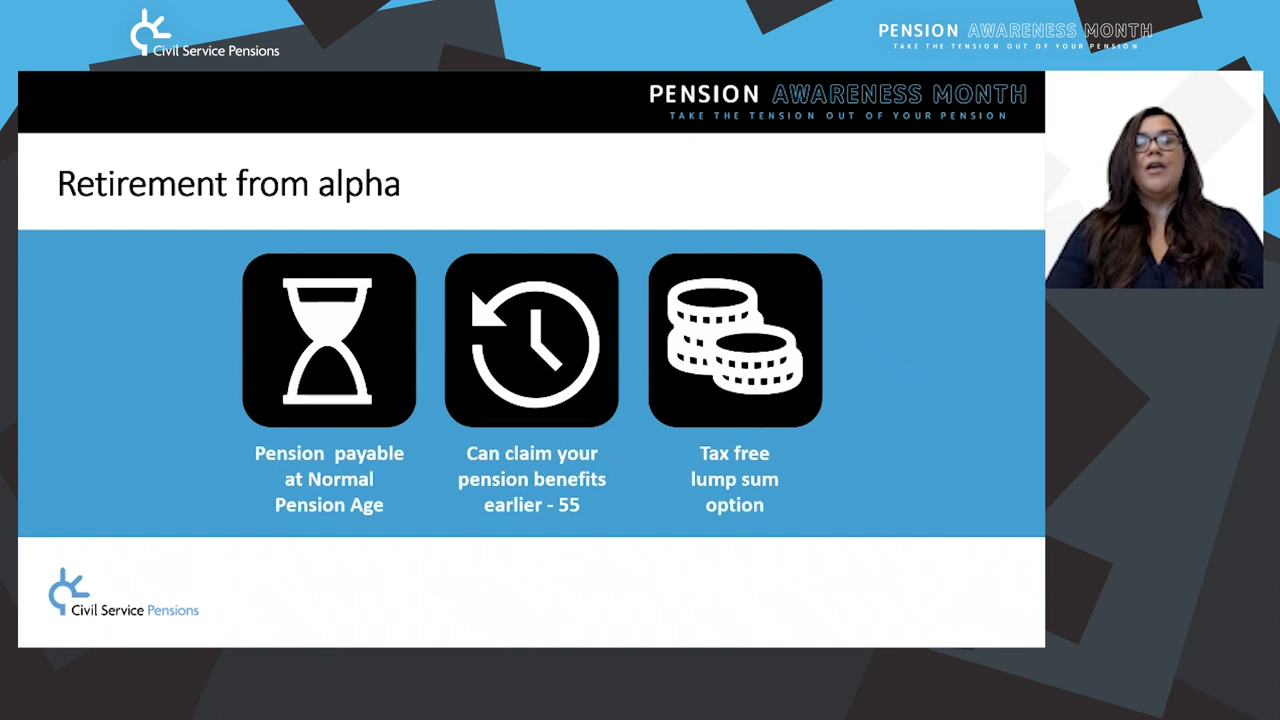 Civil Service Pensions
PENSION AWARENESS MONTH
TAKE THE TENSION OUT OF YOUR PENSION
PENSION AWARENESS MONTH
TAKE THE TENSION OUT OF YOUR PENSION
Retirement from alpha
Pension payable
at Normal
Pension Age
Can claim your
pension benefits
earlier - 55
Tax free
lump sum
option
Civil Service Pensions